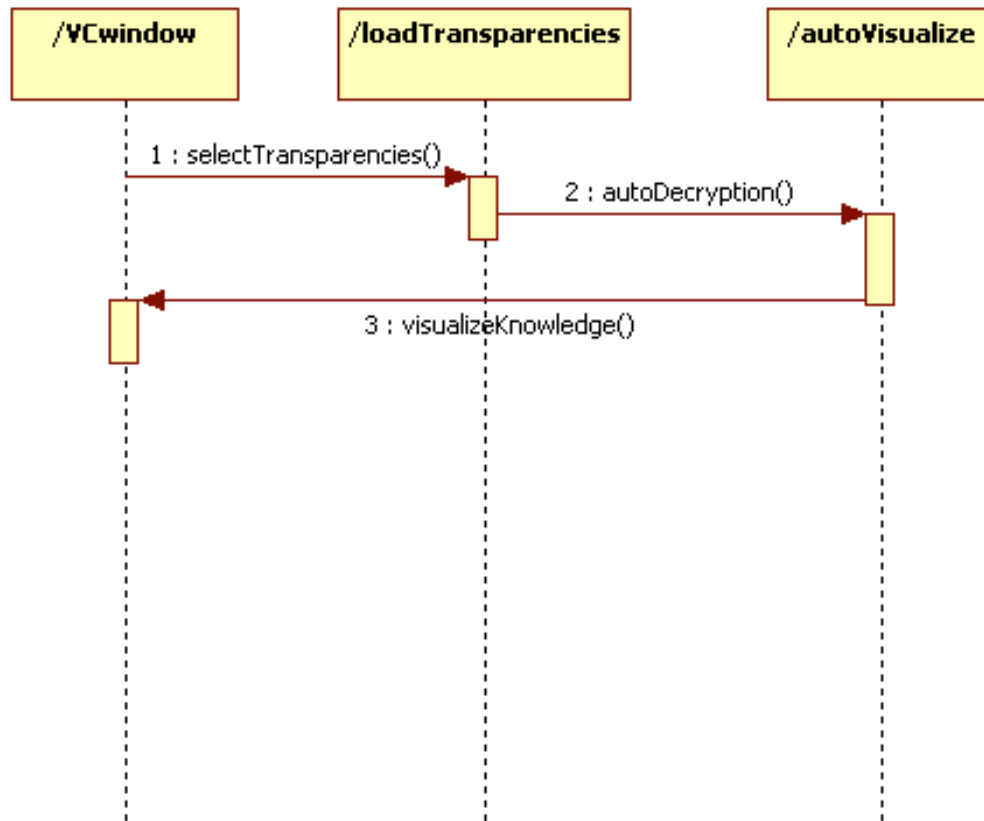 /VCwindow
/loadTransparencies
/autoVisualize
1 : selectTransparencies()
2 : autoDecryption()
3 : visualizeKnowledge()